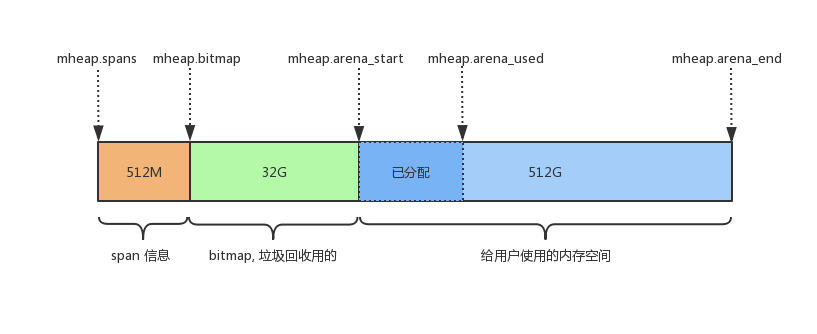 mheap.spans
mheap.bitmap
mheap.arena_start
mheap.arena_used
mheap.arena_end
512M
32G
已分配
512G
span 信息
bitmap, 垃圾回收用的
给用户使用的内存空间